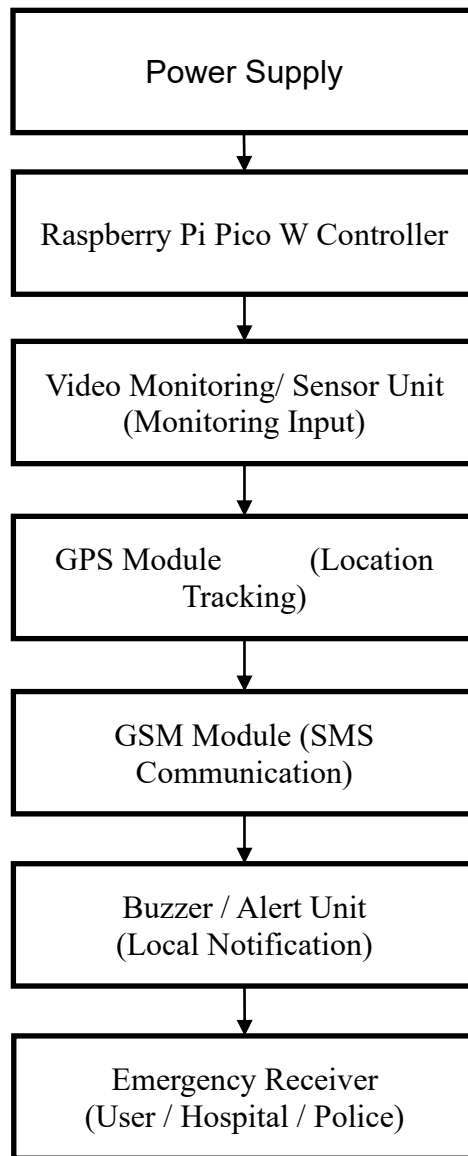 Power Supply
Raspberry Pi Pico W Controller
Video Monitoring/ Sensor Unit
(Monitoring Input)
GPS Module (Location
Tracking)
GSM Module (SMS
Communication)
Buzzer / Alert Unit
(Local Notification)
Emergency Receiver
(User / Hospital / Police)